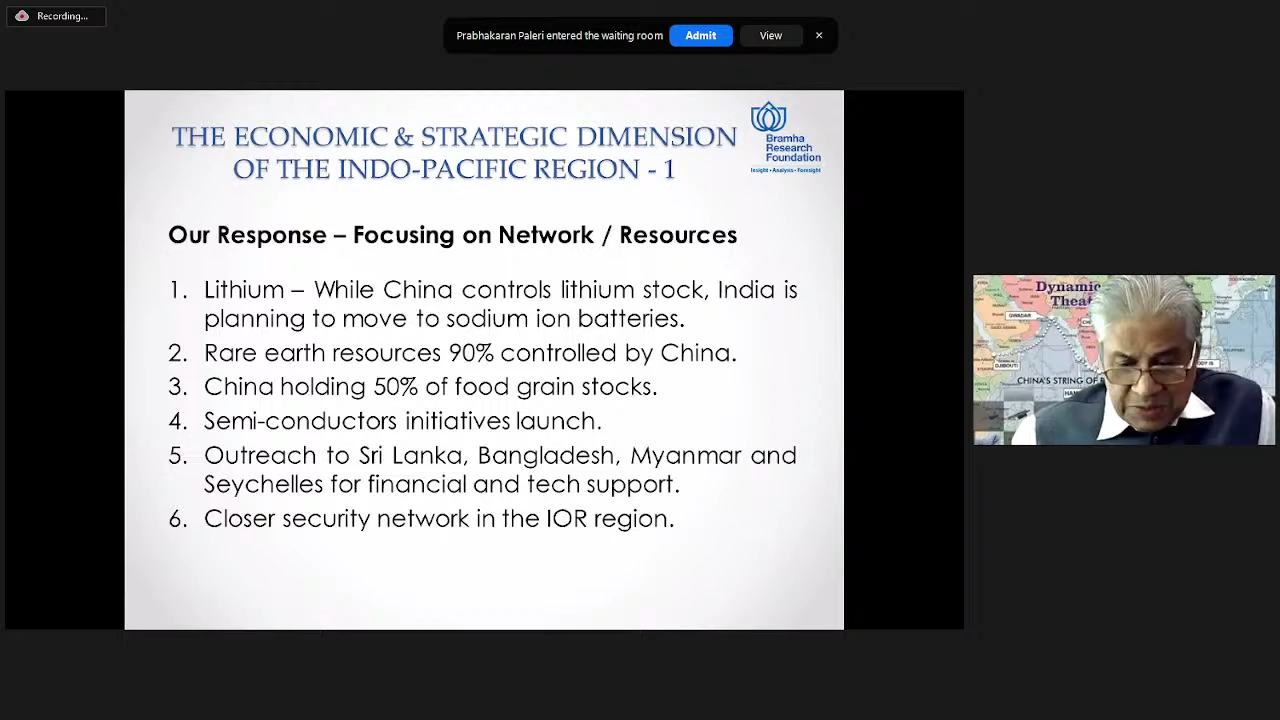 Recording...
Prabhakaran Paleri entered the waiting room Admit View
THE ECONOMIC & STRATEGIC DIMENSION
OF THE INDO-PACIFIC REGION - 1
Bramha
Research
Foundation
Insight • Analysis • Foresight
Our Response – Focusing on Network / Resources
1. Lithium – While China controls lithium stock, India is
planning to move to sodium ion batteries.
2. Rare earth resources 90% controlled by China.
3. China holding 50% of food grain stocks.
4. Semi-conductors initiatives launch.
5. Outreach to Sri Lanka, Bangladesh, Myanmar and
Seychelles for financial and tech support.
6. Closer security network in the IOR region.
Dynamic
GWADAR
DJIBOUTI
CHINA'S STRING OF